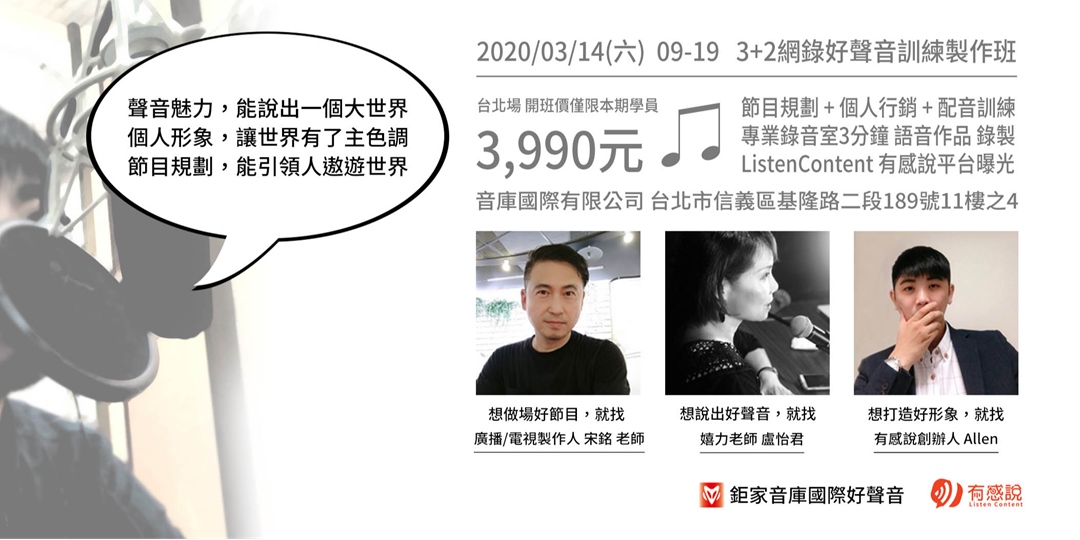 聲音魅力，能說出一個大世界
個人形象，讓世界有了主色調
節目規劃，能引領人遨遊世界
2020/03/14(六) 09-19 3+2網錄好聲音訓練製作班
台北場 開班價僅限本期學員
3,990元
節目規劃 + 個人行銷 + 配音訓練
專業錄音室3分鐘 語音作品 錄製
ListenContent 有感說平台曝光
音庫國際有限公司 台北市信義區基隆路二段189號11樓之4
想做場好節目，就找
廣播/電視製作人 宋銘 老師
想說出好聲音，就找
嬉力老師 盧怡君
想打造好形象，就找
有感說創辦人 Allen
鉅家音庫國際好聲音
有感說
Listen Content